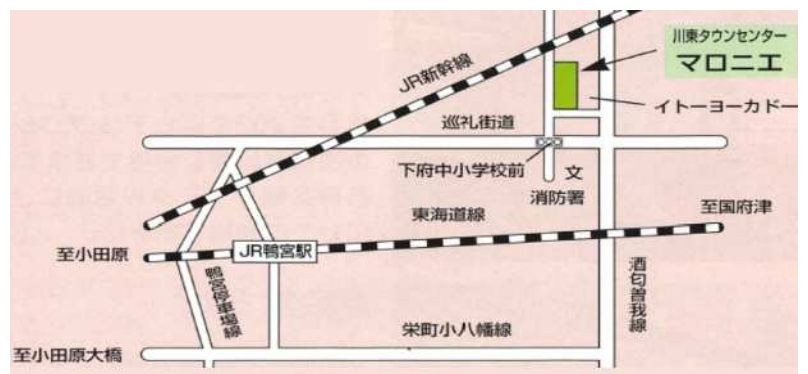 川東タウンセンター
マロニエ
JR新幹線
イトーヨーカドー
巡礼街道
下府中小学校前
文
消防署
東海道線
至国府津
至小田原
JR鴨宮駅
鴨宮停車場線
酒匂曽我線
栄町小八幡線
至小田原大橋